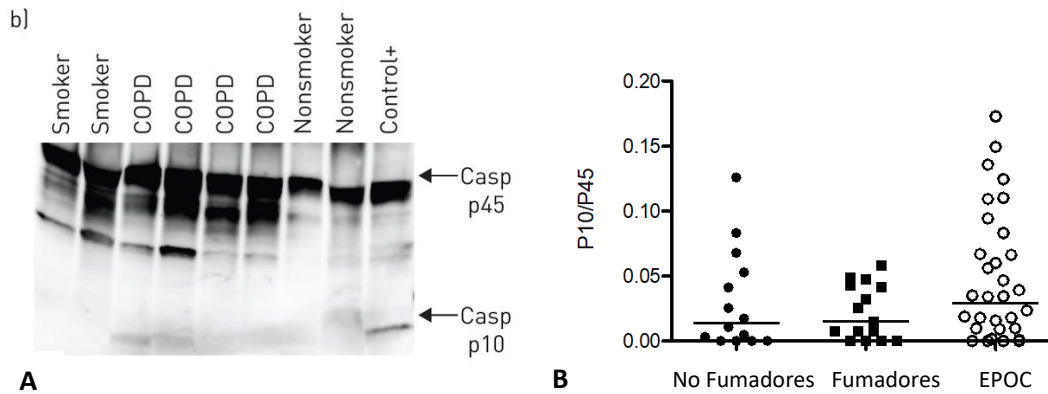 b)
Smoker
Smoker
COPD
COPD
COPD
COPD
Nonsmoker
Nonsmoker
Control+
Casp
p45
Casp
p10
A
P10/P45
0.20
0.15
0.10
0.05
0.00
No Fumadores
Fumadores
EPOC
B